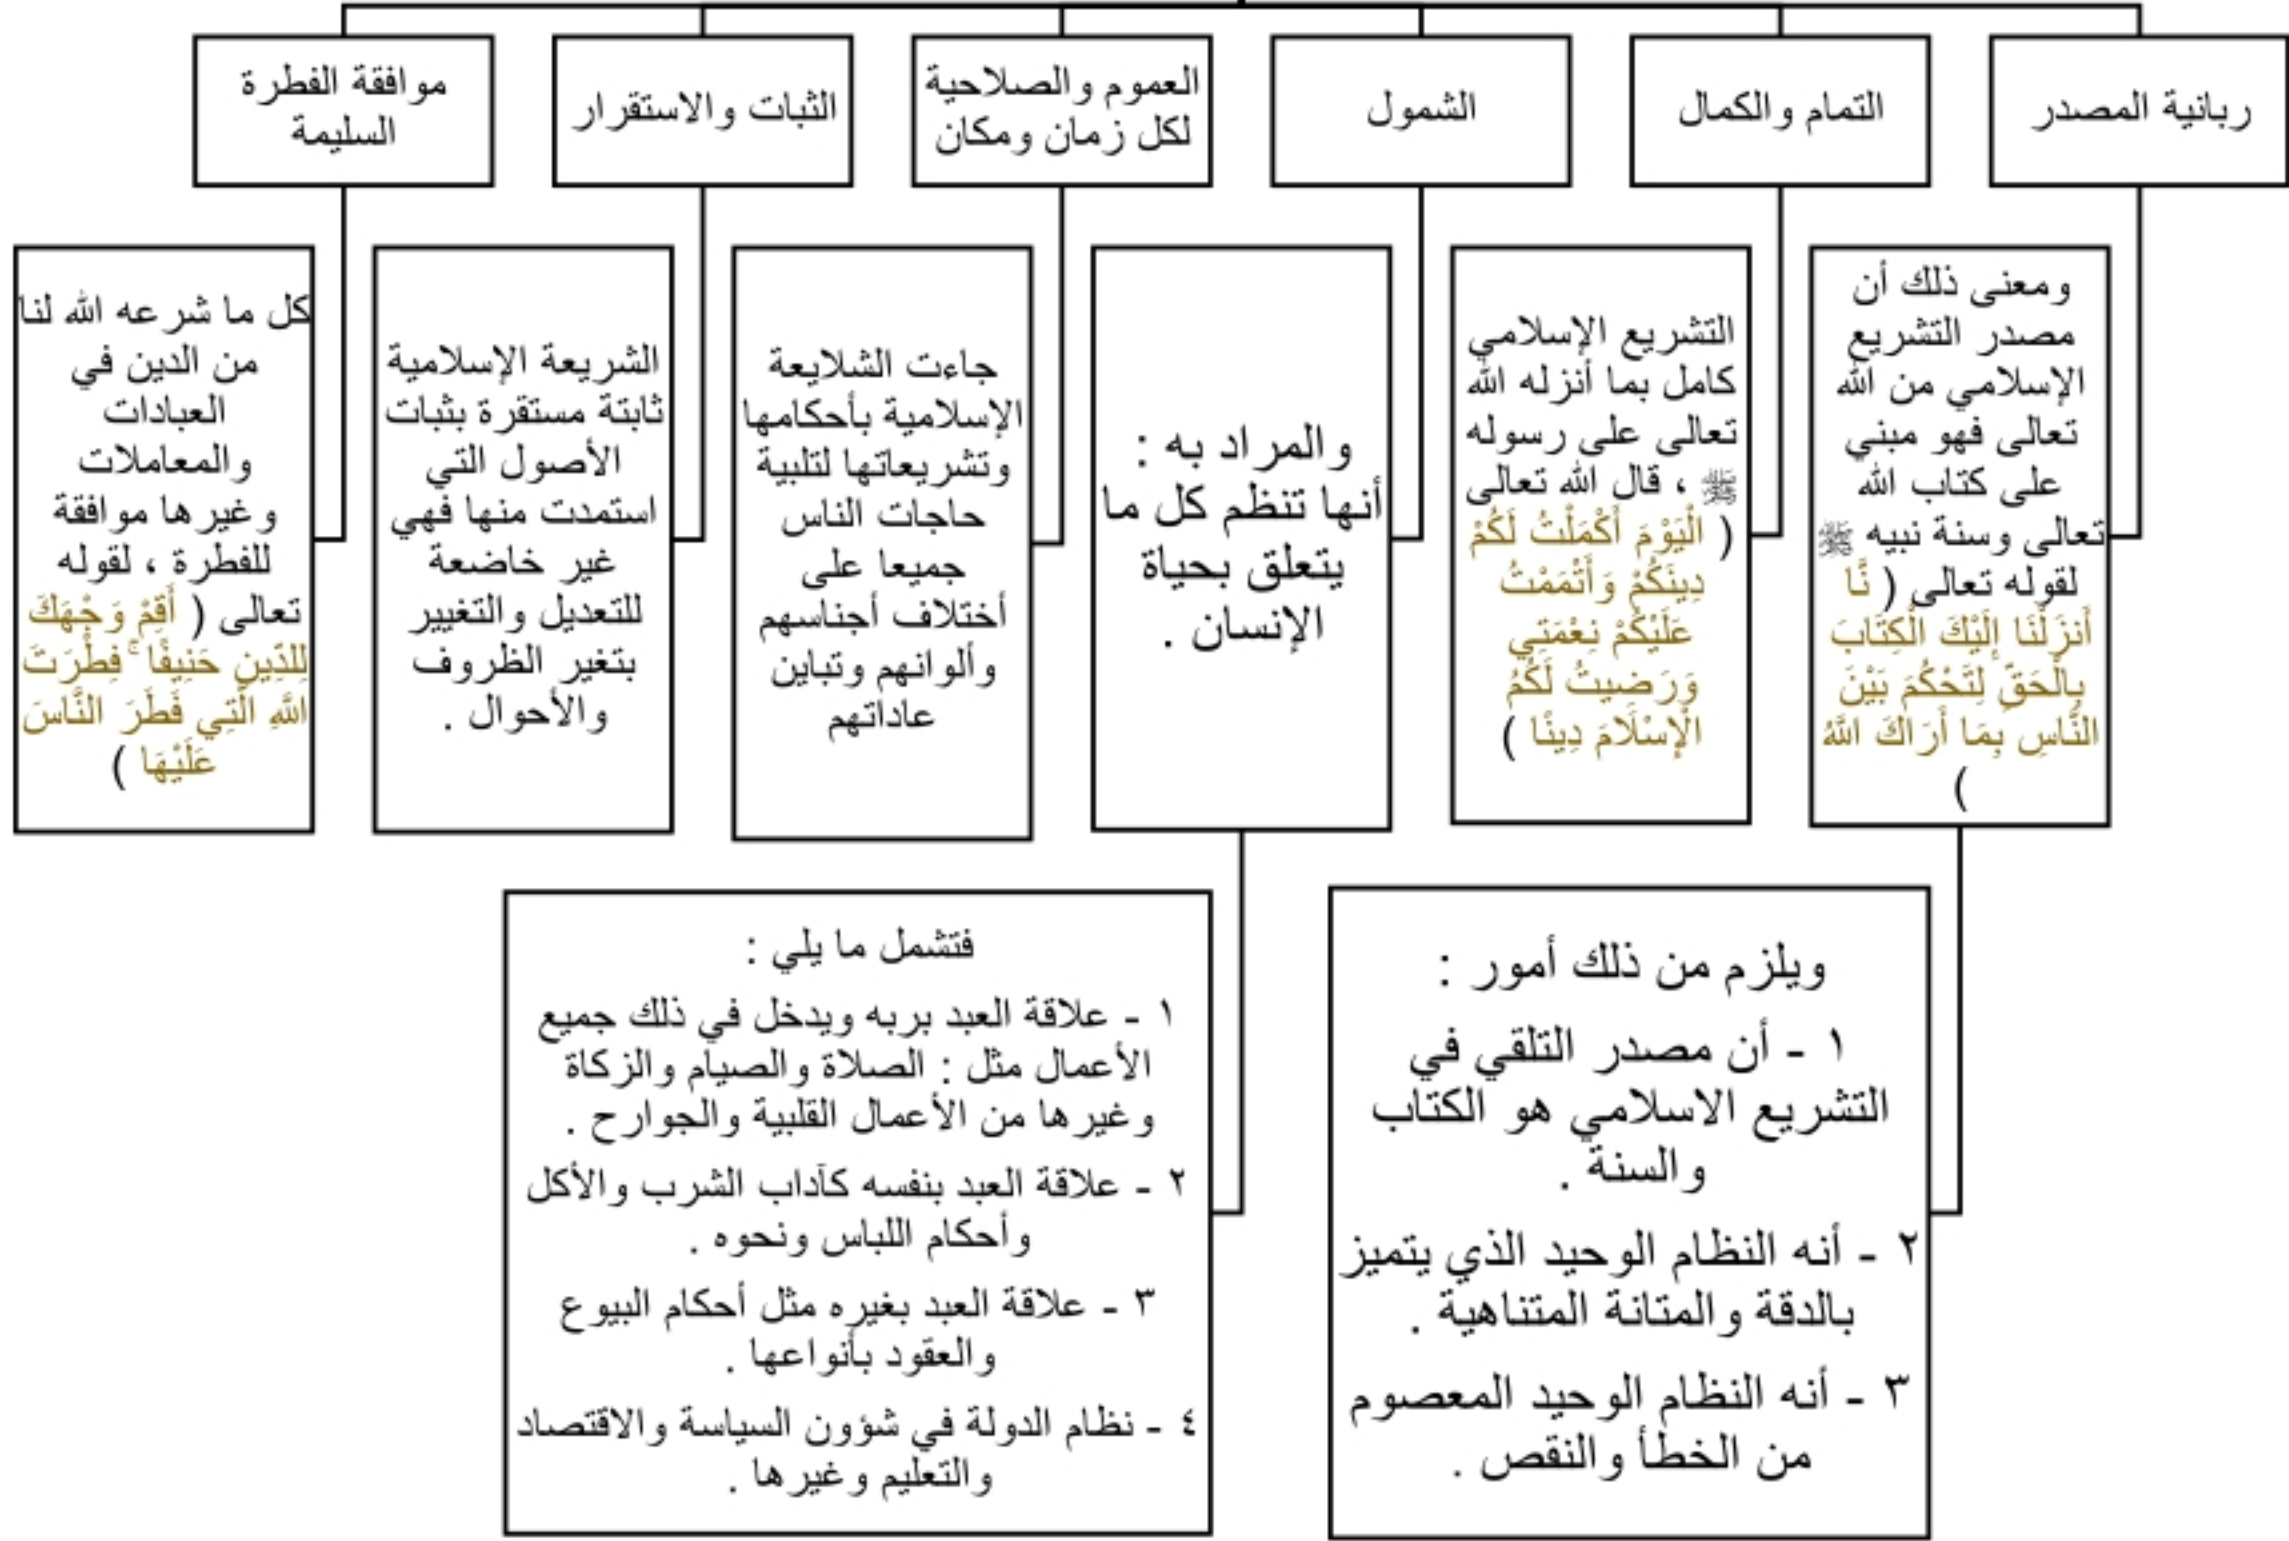 ربانية المصدر
التمام والكمال
الشمول
العموم والصلاحية
لكل زمان ومكان
الثبات والاستقرار
موافقة الفطرة
السليمة
ومعنى ذلك أن
مصدر التشريع
الإسلامي من الله
تعالى فهو مبني
على كتاب الله
تعالى وسنة نبيه ﷺ
لقوله تعالى ( نَّا
أَنزَلْنَا إِلَيْكَ الْكِتَابَ
بِالْحَقِّ لِتَحْكُمَ بَيْنَ
النَّاسِ بِمَا أَرَاكَ اللَّهُ
)
التشريع الإسلامي
كامل بما أنزله الله
تعالى على رسوله
ﷺ ، قال الله تعالى
( الْيَوْمَ أَكْمَلْتُ لَكُمْ
دِينَكُمْ وَأَتْمَمْتُ
عَلَيْكُمْ نِعْمَتِي
وَرَضِيتُ لَكُمُ
الْإِسْلَامَ دِينًا )
والمراد به :
أنها تنظم كل ما
يتعلق بحياة
الإنسان .
جاءت الشلايعة
الإسلامية بأحكامها
وتشريعاتها لتلبية
حاجات الناس
جميعا على
أختلاف أجناسهم
وألوانهم وتباين
عاداتهم
الشريعة الإسلامية
ثابتة مستقرة بثبات
الأصول التي
استمدت منها فهي
غير خاضعة
للتعديل والتغيير
بتغير الظروف
والأحوال .
كل ما شرعه الله لنا
من الدين في
العبادات
والمعاملات
وغيرها موافقة
للفطرة ، لقوله
تعالى ( أَقِمْ وَجْهَكَ
لِلدِّينِ حَنِيفًا ۚ فِطْرَتَ
اللَّهِ الَّتِي فَطَرَ النَّاسَ
عَلَيْهَا )
ويلزم من ذلك أمور :
١ - أن مصدر التلقي في
التشريع الاسلامي هو الكتاب
والسنة .
٢ - أنه النظام الوحيد الذي يتميز
بالدقة والمتانة المتناهية .
٣ - أنه النظام الوحيد المعصوم
من الخطأ والنقص .
فتشمل ما يلي :
١ - علاقة العبد بربه ويدخل في ذلك جميع
الأعمال مثل : الصلاة والصيام والزكاة
وغيرها من الأعمال القلبية والجوارح .
٢ - علاقة العبد بنفسه كآداب الشرب والأكل
وأحكام اللباس ونحوه .
٣ - علاقة العبد بغيره مثل أحكام البيوع
والعقود بأنواعها .
٤ - نظام الدولة في شؤون السياسة والاقتصاد
والتعليم وغيرها .